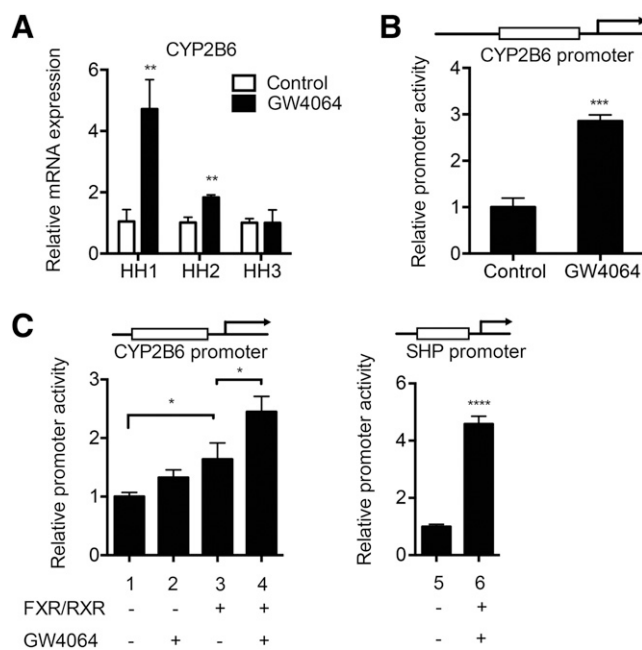 A
CYP2B6
Relative mRNA expression
6
4
2
0
**
**
Control
GW4064
HH1 HH2 HH3
B
CYP2B6 promoter
Relative promoter activity
4
3
2
1
0
***
Control GW4064
C
CYP2B6 promoter
Relative promoter activity
3
2
1
0
*
*
1 2 3 4
FXR/RXR - - + +
GW4064 - + - +
SHP promoter
Relative promoter activity
6
4
2
0
****
5 6
- +
- +